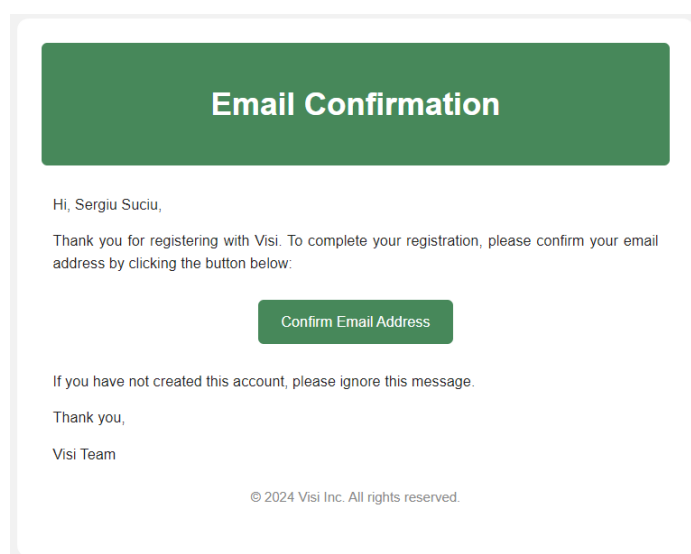 Email Confirmation
Hi, Sergiu Suciu,
Thank you for registering with Visi. To complete your registration, please confirm your email
address by clicking the button below:
Confirm Email Address
If you have not created this account, please ignore this message.
Thank you,
Visi Team
© 2024 Visi Inc. All rights reserved.